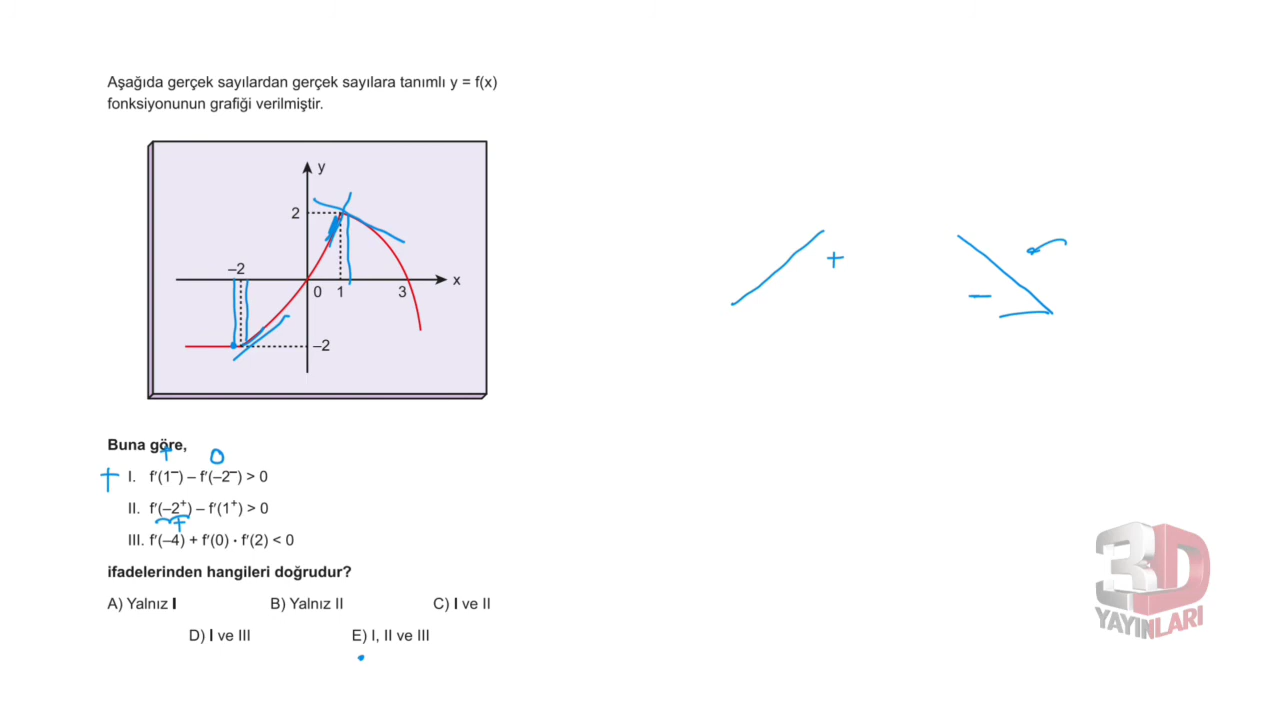 Aşağıda gerçek sayılardan gerçek sayılara tanımlı y = f(x)
fonksiyonunun grafiği verilmiştir.
y
2
–2
0 1 3 x
–2
Buna göre,
+ 0
+ I. f'(1⁻) – f'(–2⁻) > 0
II. f'(–2⁺) – f'(1⁺) > 0
+
III. f'(–4) + f'(0) · f'(2) < 0
ifadelerinden hangileri doğrudur?
A) Yalnız I B) Yalnız II C) I ve II
D) I ve III E) I, II ve III
+
–
3D
YAYINLARI